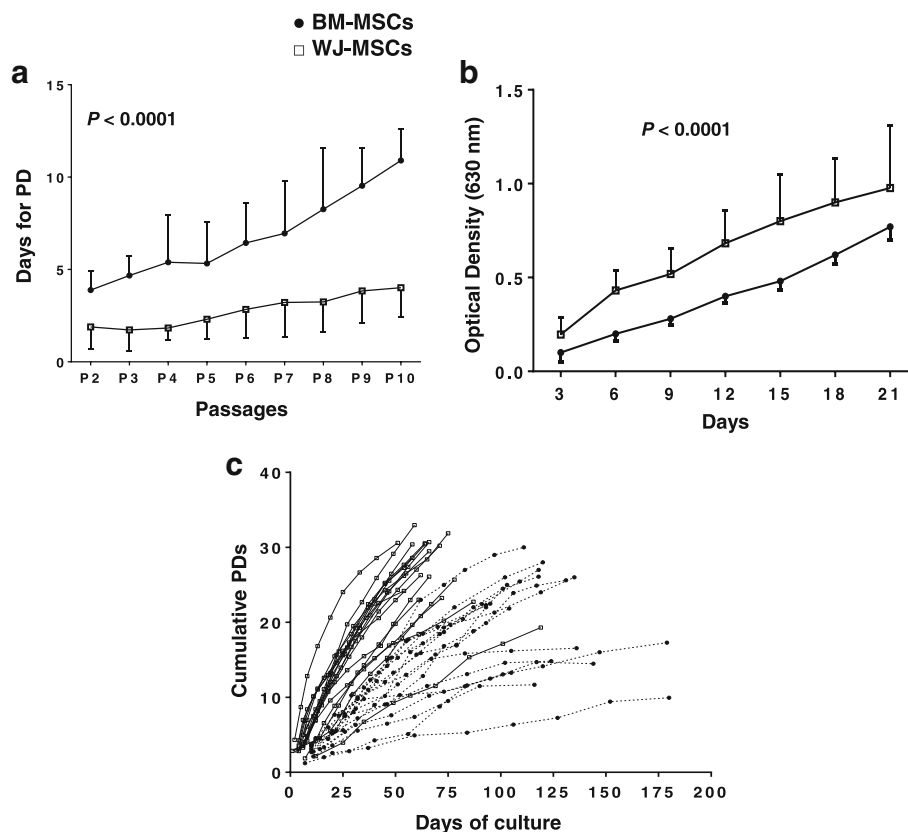 ● BM-MSCs
□ WJ-MSCs
a
15
10
5
0
P < 0.0001
Days for PD
P2 P3 P4 P5 P6 P7 P8 P9 P10
Passages
b
1.5
1.0
0.5
0.0
P < 0.0001
Optical Density (630 nm)
3 6 9 12 15 18 21
Days
c
40
30
20
10
0
Cumulative PDs
0 25 50 75 100 125 150 175 200
Days of culture